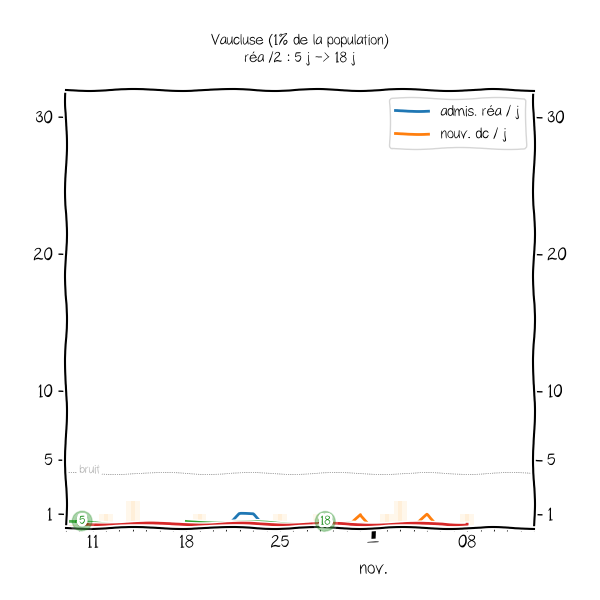 Vaucluse (1% de la population)
réa /2 : 5 j -> 18 j
admis. réa / j
nouv. dc / j
30 30
20 20
10 10
5 5
bruit
1 1
5 18
11 18 25 1 08
nov.